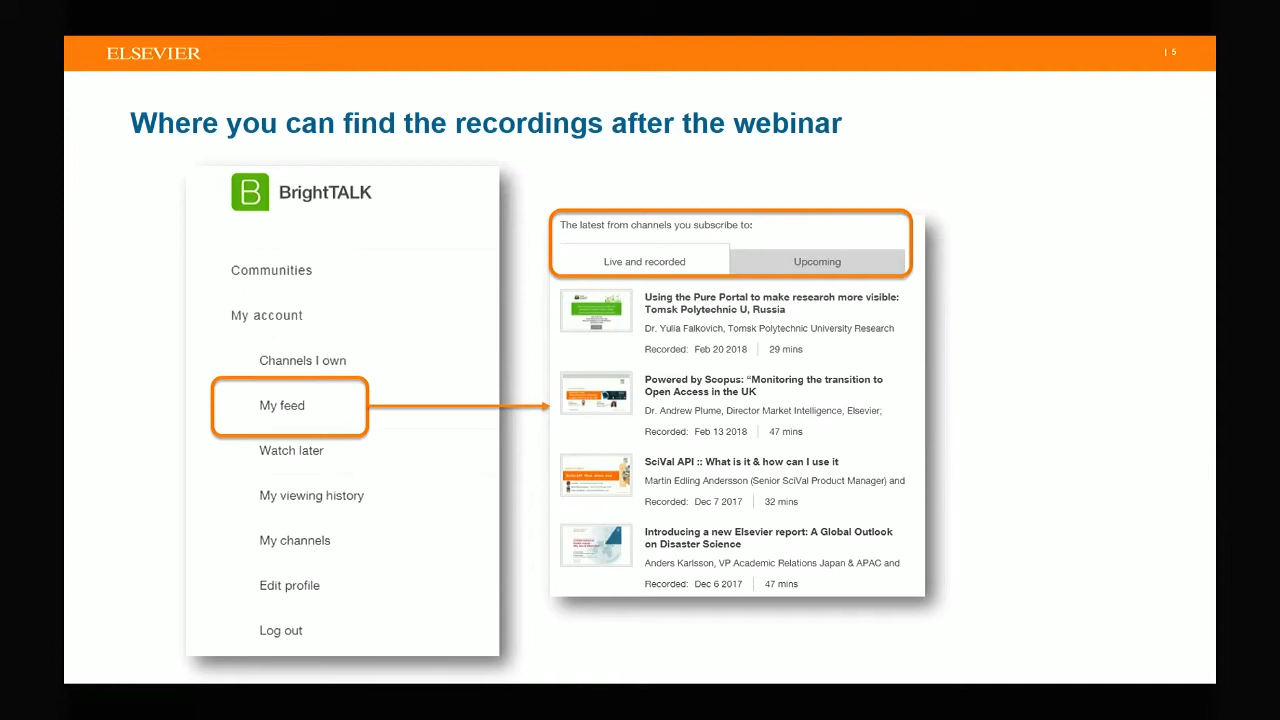 ELSEVIER
| 5
Where you can find the recordings after the webinar
B BrightTALK
Communities
My account
Channels I own
My feed
Watch later
My viewing history
My channels
Edit profile
Log out
The latest from channels you subscribe to:
Live and recorded Upcoming
Using the Pure Portal to make research more visible:
Tomsk Polytechnic U, Russia
Dr. Yulia Falkovich, Tomsk Polytechnic University Research
Recorded: Feb 20 2018 | 29 mins
Powered by Scopus: “Monitoring the transition to
Open Access in the UK
Dr. Andrew Plume, Director Market Intelligence, Elsevier;
Recorded: Feb 13 2018 | 47 mins
SciVal API :: What is it & how can I use it
Martin Edling Andersson (Senior SciVal Product Manager) and
Recorded: Dec 7 2017 | 32 mins
Introducing a new Elsevier report: A Global Outlook
on Disaster Science
Anders Karlsson, VP Academic Relations Japan & APAC and
Recorded: Dec 6 2017 | 47 mins